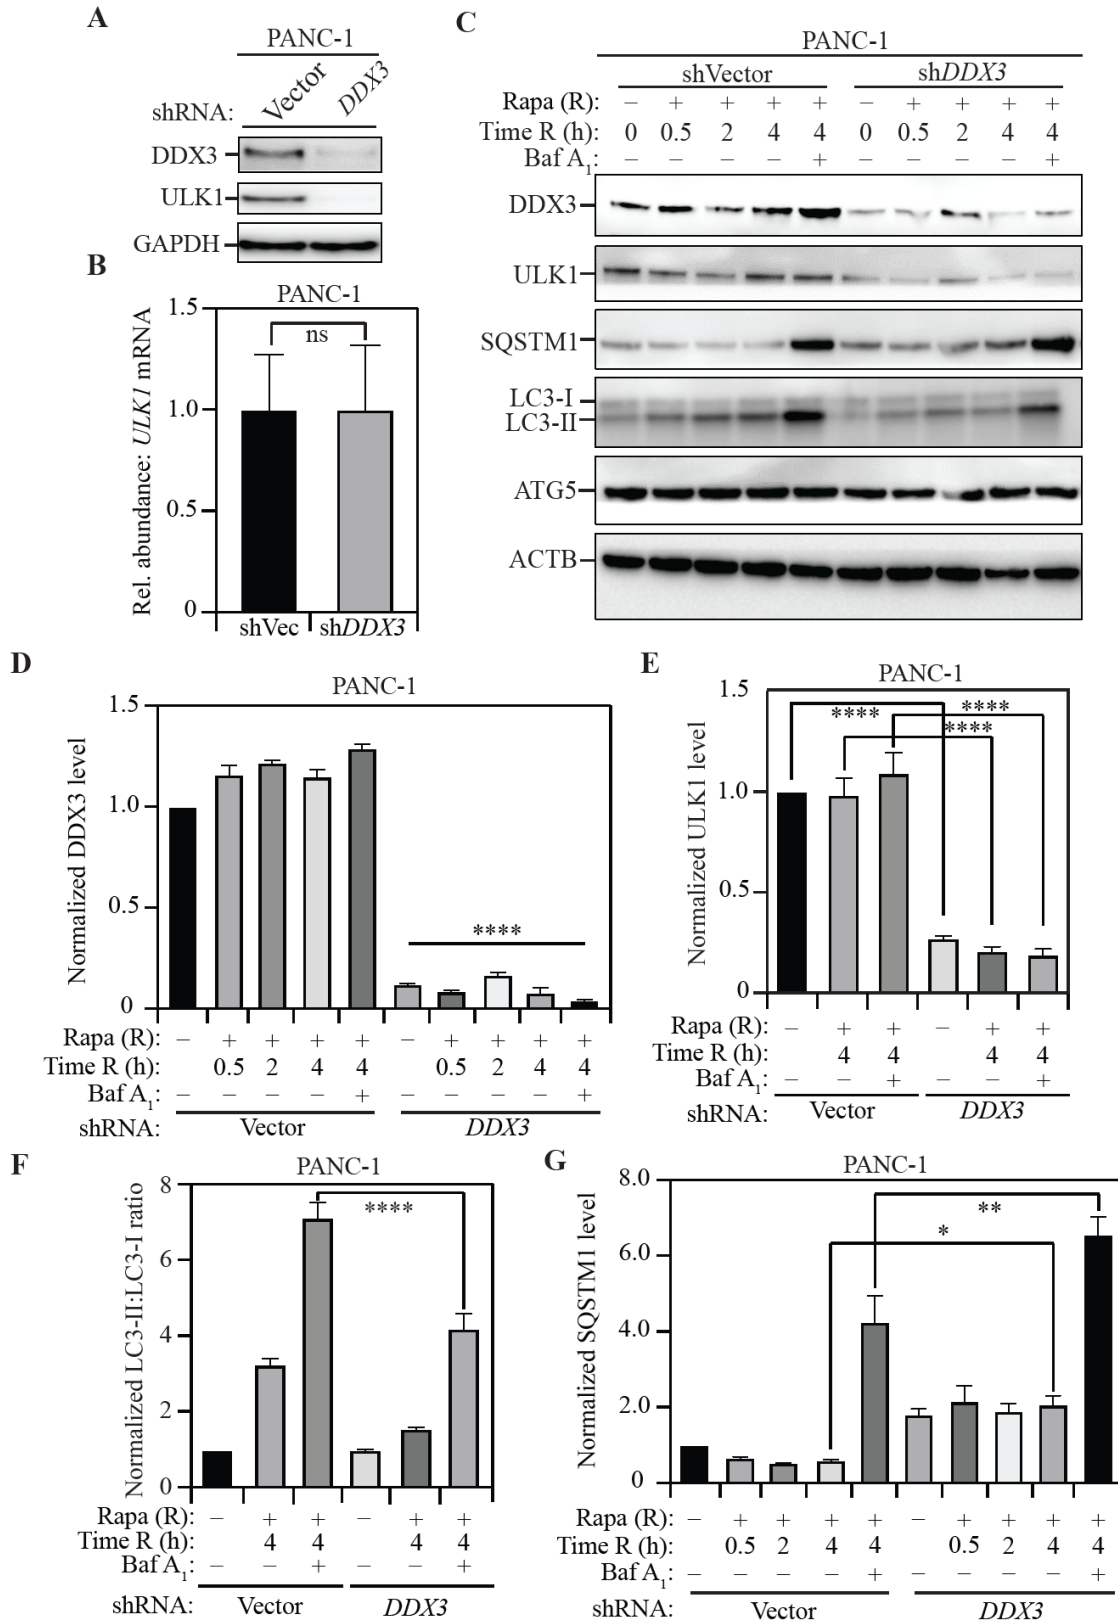 A
PANC-1
shRNA: Vector DDX3
DDX3
ULK1
GAPDH
B
PANC-1
ns
1.5
1.0
0.5
0
Rel. abundance: ULK1 mRNA
shVec shDDX3
C
PANC-1
shVector shDDX3
Rapa (R): – + + + + – + + + +
Time R (h): 0 0.5 2 4 4 0 0.5 2 4 4
Baf A1: – – – – + – – – – +
DDX3
ULK1
SQSTM1
LC3-I
LC3-II
ATG5
ACTB
D
PANC-1
1.5
1.0
0.5
0
Normalized DDX3 level
****
Rapa (R): – + + + + – + + + +
Time R (h): 0.5 2 4 4 0.5 2 4 4
Baf A1: – – – – + – – – – +
shRNA: Vector DDX3
E
PANC-1
1.5
1.0
0.5
0
Normalized ULK1 level
**** ****
****
Rapa (R): – + + – + +
Time R (h): 4 4 4 4
Baf A1: – – + – – +
shRNA: Vector DDX3
F
PANC-1
8
6
4
2
0
Normalized LC3-II:LC3-I ratio
****
Rapa (R): – + + – + +
Time R (h): 4 4 4 4
Baf A1: – – + – – +
shRNA: Vector DDX3
G
PANC-1
8.0
6.0
4.0
2.0
0
Normalized SQSTM1 level
**
*
Rapa (R): – + + + + – + + + +
Time R (h): 0.5 2 4 4 0.5 2 4 4
Baf A1: – – – – + – – – – +
shRNA: Vector DDX3